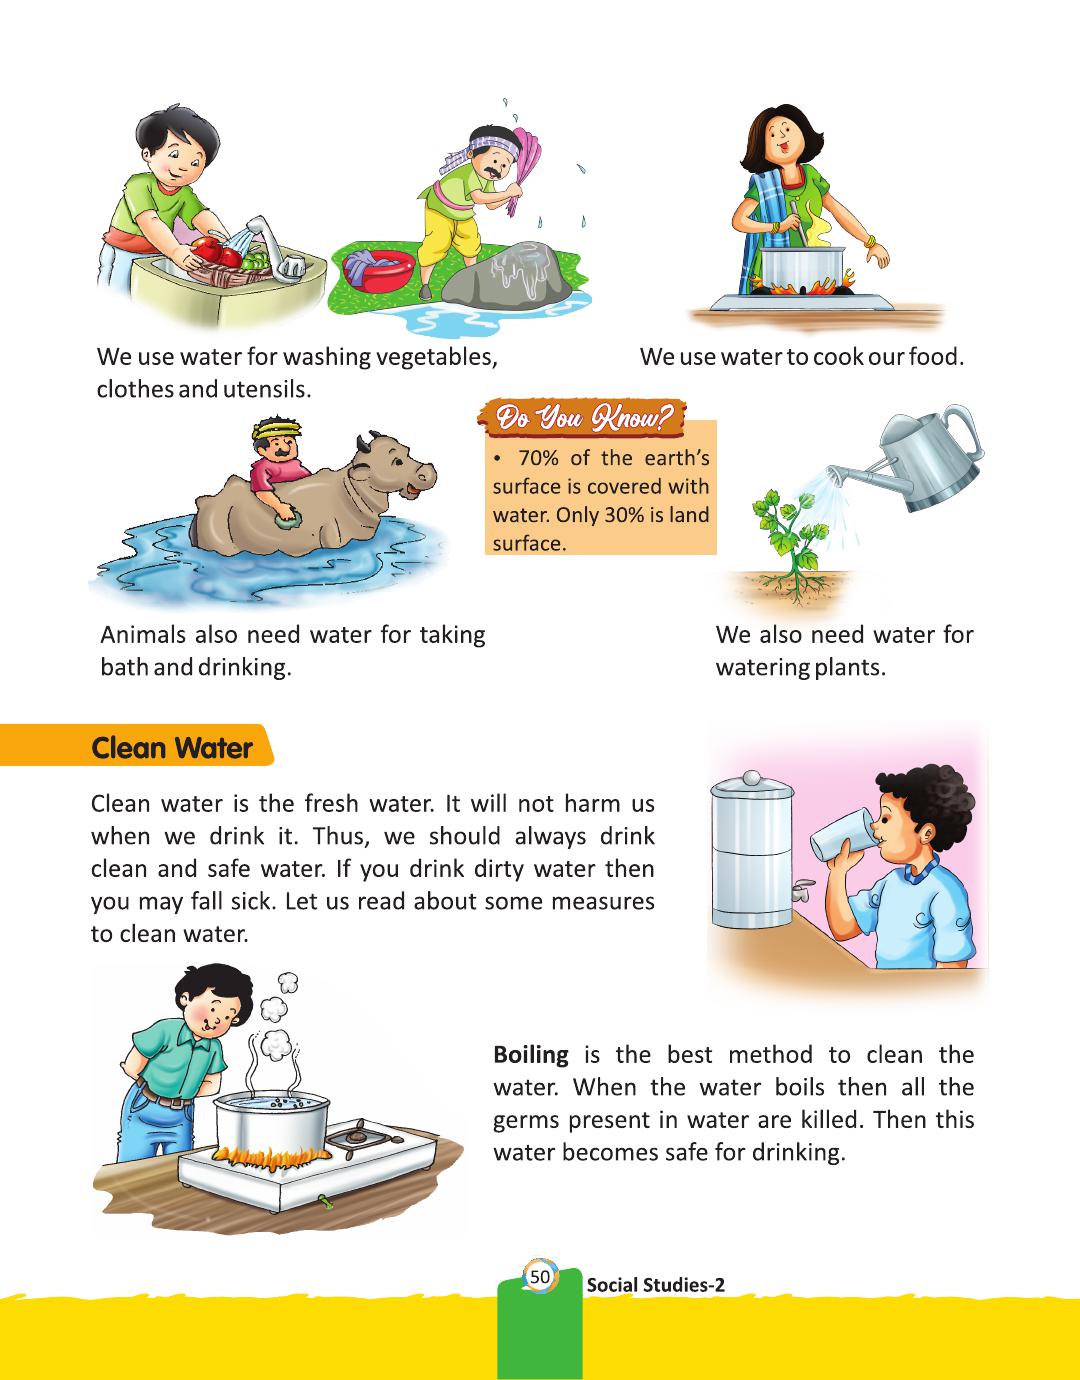 We use water for washing vegetables,
clothes and utensils.
We use water to cook our food.
Do You Know?
• 70% of the earth's
surface is covered with
water. Only 30% is land
surface.
Animals also need water for taking
bath and drinking.
We also need water for
watering plants.
Clean Water
Clean water is the fresh water. It will not harm us
when we drink it. Thus, we should always drink
clean and safe water. If you drink dirty water then
you may fall sick. Let us read about some measures
to clean water.
Boiling is the best method to clean the
water. When the water boils then all the
germs present in water are killed. Then this
water becomes safe for drinking.
50
Social Studies-2